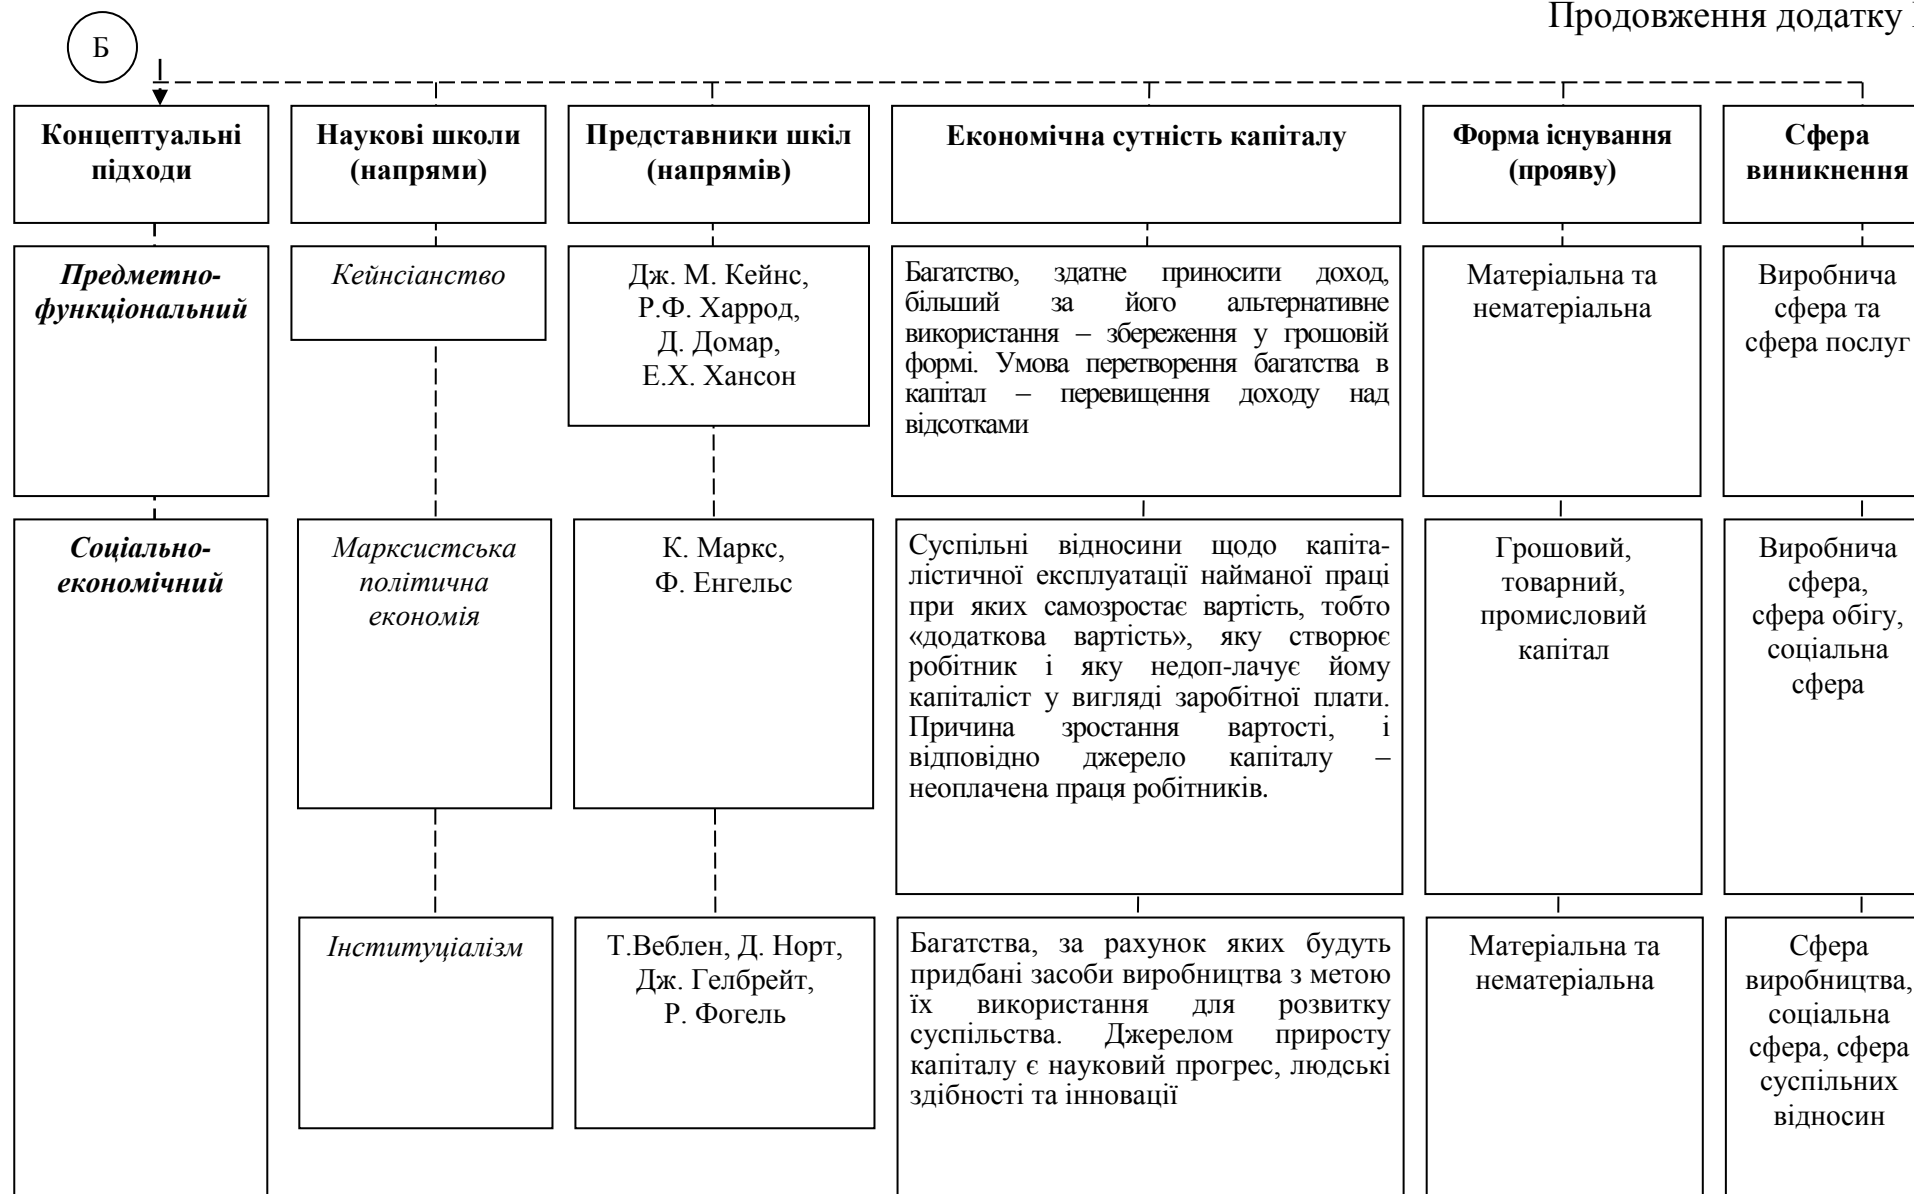 Продовження додатку
Б
Концептуальні
підходи
Наукові школи
(напрями)
Представники шкіл
(напрямів)
Економічна сутність капіталу
Форма існування
(прояву)
Сфера
виникнення
Предметно-
функціональний
Кейнсіанство
Дж. М. Кейнс,
Р.Ф. Харрод,
Д. Домар,
Е.Х. Хансон
Багатство, здатне приносити доход,
більший за його альтернативне
використання – збереження у грошовій
формі. Умова перетворення багатства в
капітал – перевищення доходу над
відсотками
Матеріальна та
нематеріальна
Виробнича
сфера та
сфера послуг
Соціально-
економічний
Марксистська
політична
економія
К. Маркс,
Ф. Енгельс
Суспільні відносини щодо капіта-
лістичної експлуатації найманої праці
при яких самозростає вартість, тобто
«додаткова вартість», яку створює
робітник і яку недоп-лачує йому
капіталіст у вигляді заробітної плати.
Причина зростання вартості, і
відповідно джерело капіталу –
неоплачена праця робітників.
Грошовий,
товарний,
промисловий
капітал
Виробнича
сфера,
сфера обігу,
соціальна
сфера
Інституціалізм
Т.Веблен, Д. Норт,
Дж. Гелбрейт,
Р. Фогель
Багатства, за рахунок яких будуть
придбані засоби виробництва з метою
їх використання для розвитку
суспільства. Джерелом приросту
капіталу є науковий прогрес, людські
здібності та інновації
Матеріальна та
нематеріальна
Сфера
виробництва,
соціальна
сфера, сфера
суспільних
відносин